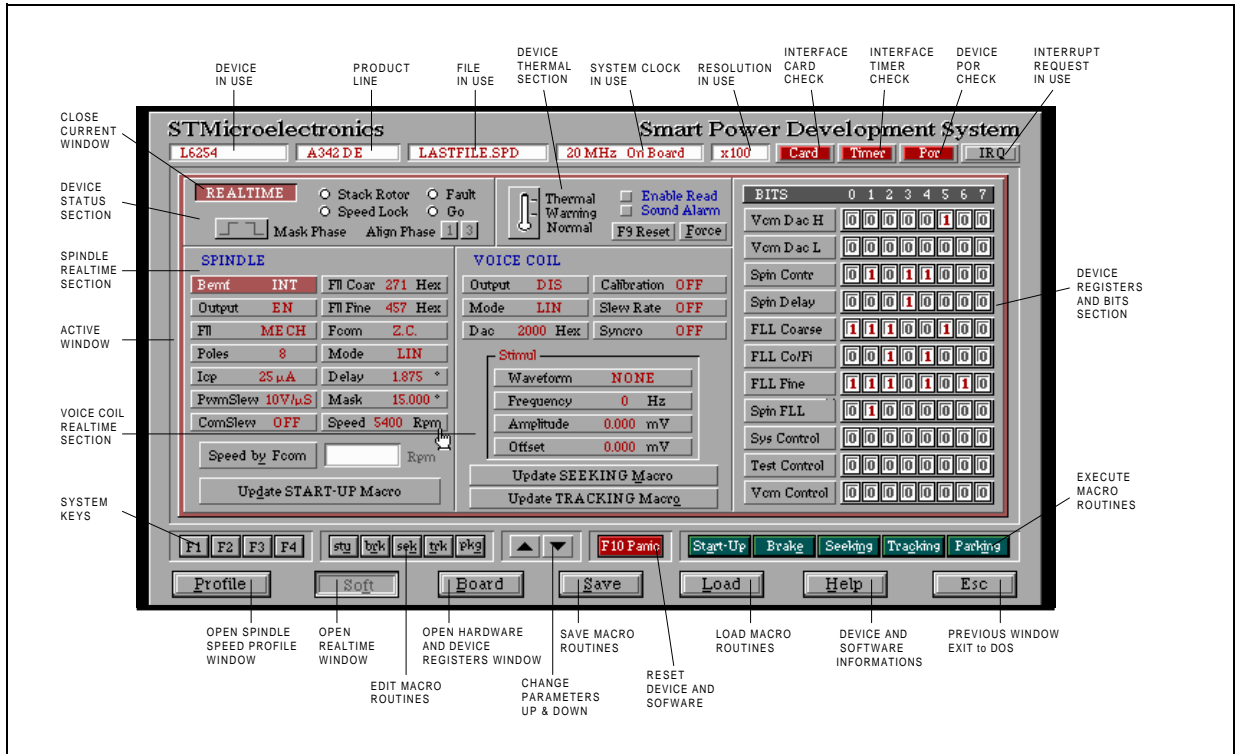 DEVICE
IN USE
PRODUCT
LINE
FILE
IN USE
DEVICE
THERMAL
SECTION
SYSTEM CLOCK
IN USE
RESOLUTION
IN USE
INTERFACE
CARD
CHECK
INTERFACE
TIMER
CHECK
DEVICE
POR
CHECK
INTERRUPT
REQUEST
IN USE
CLOSE
CURRENT
WINDOW
DEVICE
STATUS
SECTION
SPINDLE
REALTIME
SECTION
ACTIVE
WINDOW
VOICE COIL
REALTIME
SECTION
SYSTEM
KEYS
STMicroelectronics
Smart Power Development System
L6254
A342 DE
LASTFILE.SPD
20 MHz On Board
x100
Card
Timer
Por
IRQ
REALTIME
Stack Rotor
Fault
Speed Lock
Go
Mask Phase
Align Phase 1 3
Thermal
Warning
Normal
Enable Read
Sound Alarm
F9 Reset
Force
SPINDLE
Bemf INT
Output EN
Fll MECH
Poles 8
Icp 25 µA
PwmSlew 10V/µS
ComSlew OFF
Fll Coar 271 Hex
Fll Fine 457 Hex
Fcom Z.C.
Mode LIN
Delay 1.875 °
Mask 15.000 °
Speed 5400 Rpm
Speed by Fcom
Rpm
Update START-UP Macro
VOICE COIL
Output DIS
Mode LIN
Dac 2000 Hex
Calibration OFF
Slew Rate OFF
Syncro OFF
Stimul
Waveform NONE
Frequency 0 Hz
Amplitude 0.000 mV
Offset 0.000 mV
Update SEEKING Macro
Update TRACKING Macro
BITS 0 1 2 3 4 5 6 7
Vcm Dac H 0 0 0 0 0 1 0 0
Vcm Dac L 0 0 0 0 0 0 0 0
Spin Contr 0 1 0 1 1 0 0 0
Spin Delay 0 0 0 1 0 0 0 0
FLL Coarse 1 1 1 0 0 1 0 0
FLL Co/Fi 0 0 1 0 1 0 0 0
FLL Fine 1 1 1 0 1 0 1 0
Spin FLL 0 1 0 0 0 0 0 0
Sys Control 0 0 0 0 0 0 0 0
Test Control 0 0 0 0 0 0 0 0
Vcm Control 0 0 0 0 0 0 0 0
DEVICE
REGISTERS
AND BITS
SECTION
EXECUTE
MACRO
ROUTINES
F1 F2 F3 F4
stu brk sek trk pkg
F10 Panic
Start-Up Brake Seeking Tracking Parking
Profile
Soft
Board
Save
Load
Help
Esc
OPEN SPINDLE
SPEED PROFILE
WINDOW
OPEN
REALTIME
WINDOW
EDIT MACRO
ROUTINES
OPEN HARDWARE
AND DEVICE
REGISTERS WINDOW
CHANGE
PARAMETERS
UP & DOWN
SAVE MACRO
ROUTINES
RESET
DEVICE AND
SOFWARE
LOAD MACRO
ROUTINES
DEVICE AND
SOFTWARE
INFORMATIONS
PREVIOUS WINDOW
EXIT to DOS